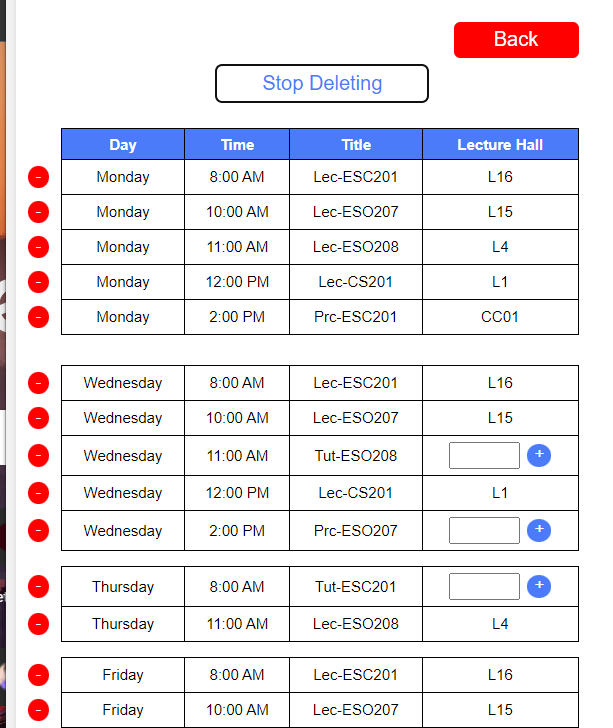 Back
Stop Deleting
Day Time Title Lecture Hall
- Monday 8:00 AM Lec-ESC201 L16
- Monday 10:00 AM Lec-ESO207 L15
- Monday 11:00 AM Lec-ESO208 L4
- Monday 12:00 PM Lec-CS201 L1
- Monday 2:00 PM Prc-ESC201 CC01
- Wednesday 8:00 AM Lec-ESC201 L16
- Wednesday 10:00 AM Lec-ESO207 L15
- Wednesday 11:00 AM Tut-ESO208 +
- Wednesday 12:00 PM Lec-CS201 L1
- Wednesday 2:00 PM Prc-ESO207 +
- Thursday 8:00 AM Tut-ESC201 +
- Thursday 11:00 AM Lec-ESO208 L4
- Friday 8:00 AM Lec-ESC201 L16
- Friday 10:00 AM Lec-ESO207 L15